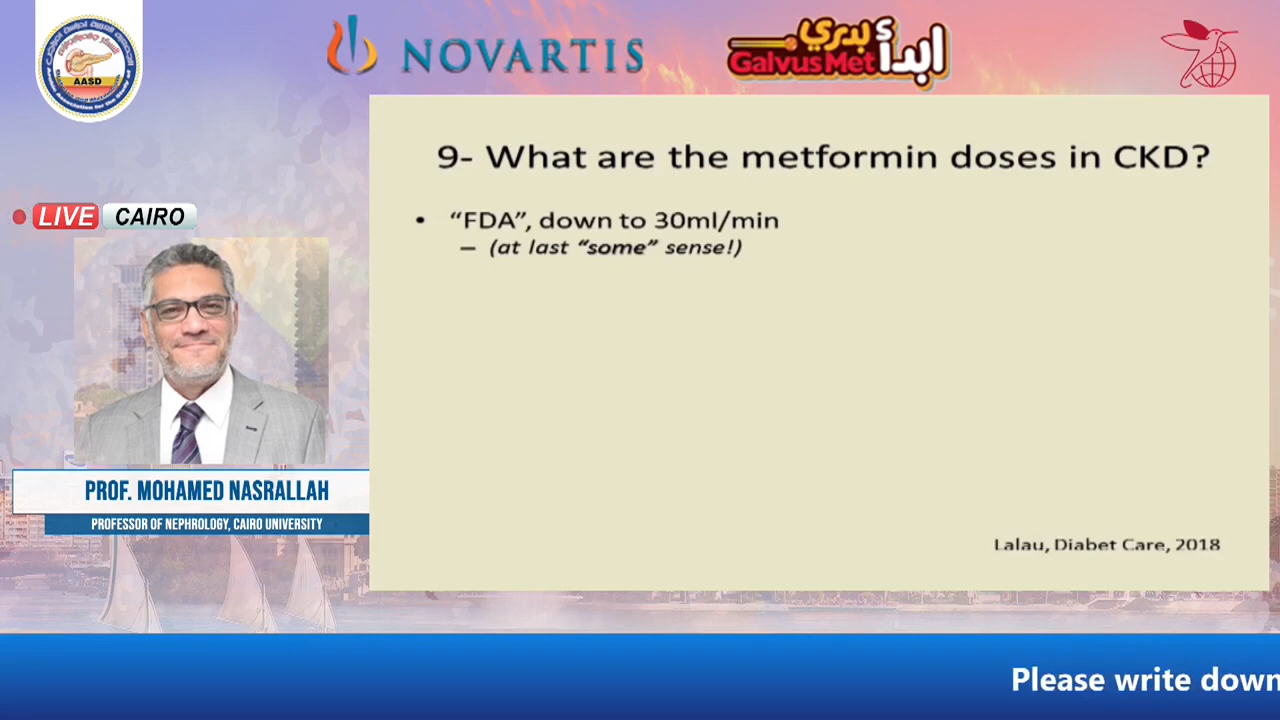 AASD
NOVARTIS
ابدأ بدري
GalvusMet
9- What are the metformin doses in CKD?
• “FDA”, down to 30ml/min
– (at last “some” sense!)
LIVE CAIRO
PROF. MOHAMED NASRALLAH
PROFESSOR OF NEPHROLOGY, CAIRO UNIVERSITY
Lalau, Diabet Care, 2018
Please write down